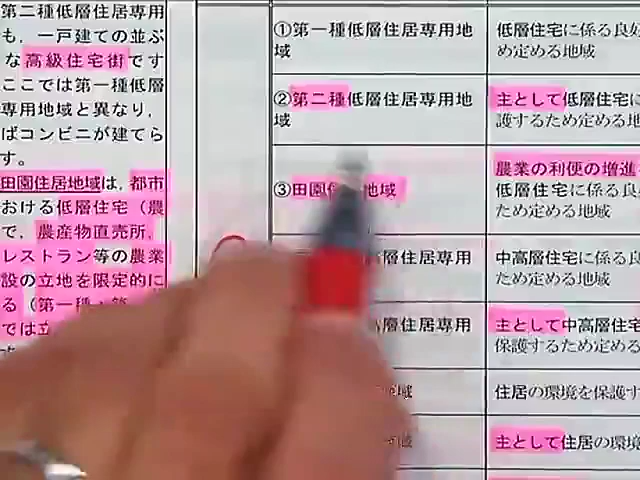 第二種低層住居専用
も，一戸建ての並ぶ
な高級住宅街です
ここでは第一種低層
専用地域と異なり，
ばコンビニが建てら
す。
田園住居地域は，都市
おける低層住宅（農
で，農産物直売所，
レストラン等の農業
設の立地を限定的に
る（第一種・第
では立
①第一種低層住居専用地
域
低層住宅に係る良
め定める地域
②第二種低層住居専用地
域
主として低層住宅に
護するため定める地
③田園 地域
農業の利便の増進
低層住宅に係る良
ため定める地域
層住居専用
中高層住宅に係る良
ため定める地域
層住居専用
主として中高層住宅
保護するため定める
域
住居の環境を保護す
域
主として住居の環境